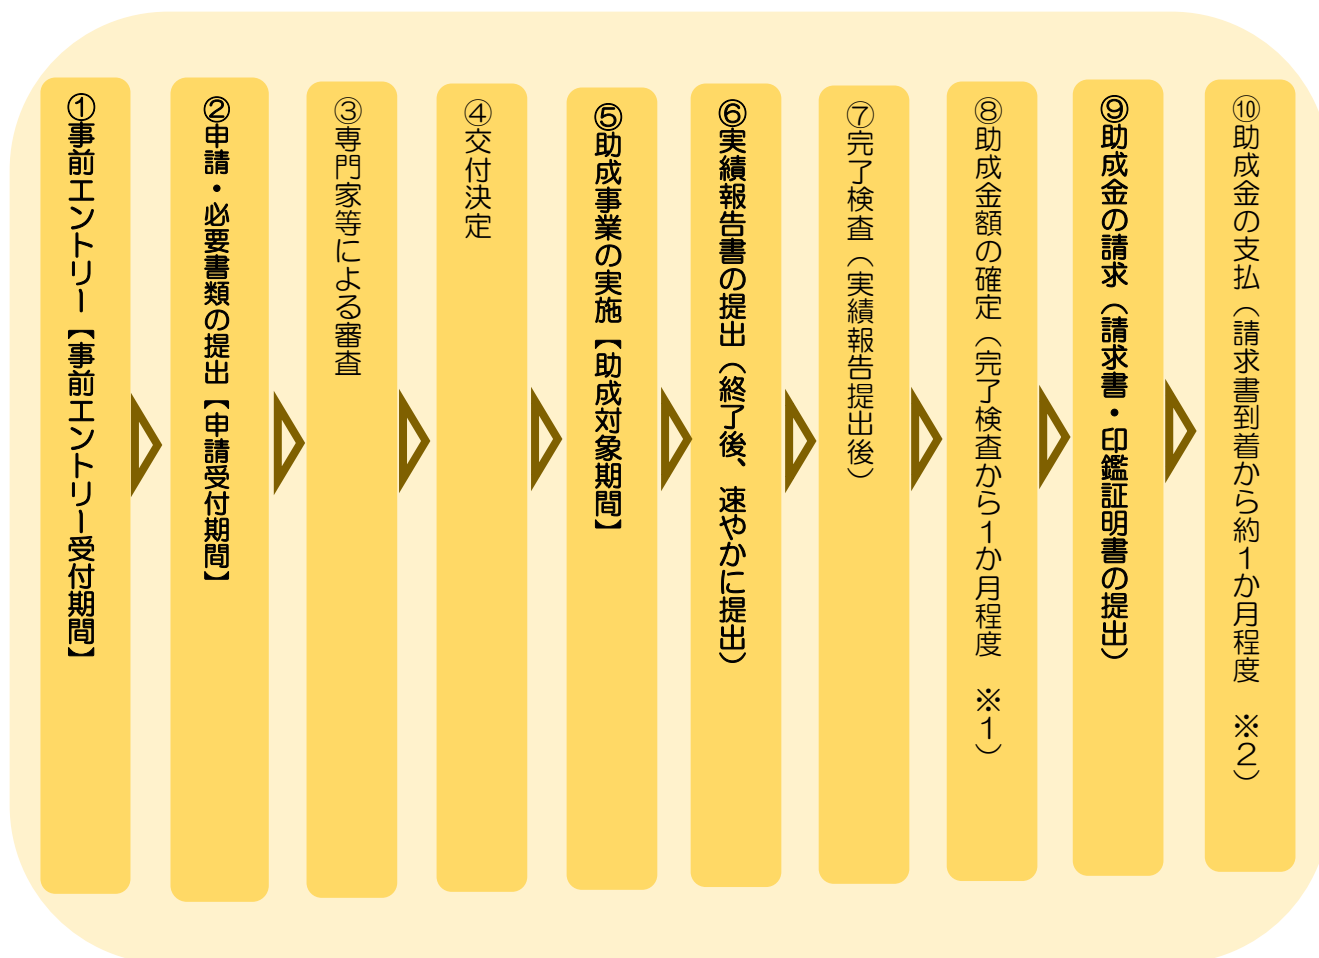 ①事前エントリー【事前エントリー受付期間】
②申請・必要書類の提出【申請受付期間】
③専門家等による審査
④交付決定
⑤助成事業の実施【助成対象期間】
⑥実績報告書の提出（終了後、速やかに提出）
⑦完了検査（実績報告提出後）
⑧助成金額の確定（完了検査から１か月程度　※１）
⑨助成金の請求（請求書・印鑑証明書の提出）
⑩助成金の支払（請求書到着から約１か月程度　※２）